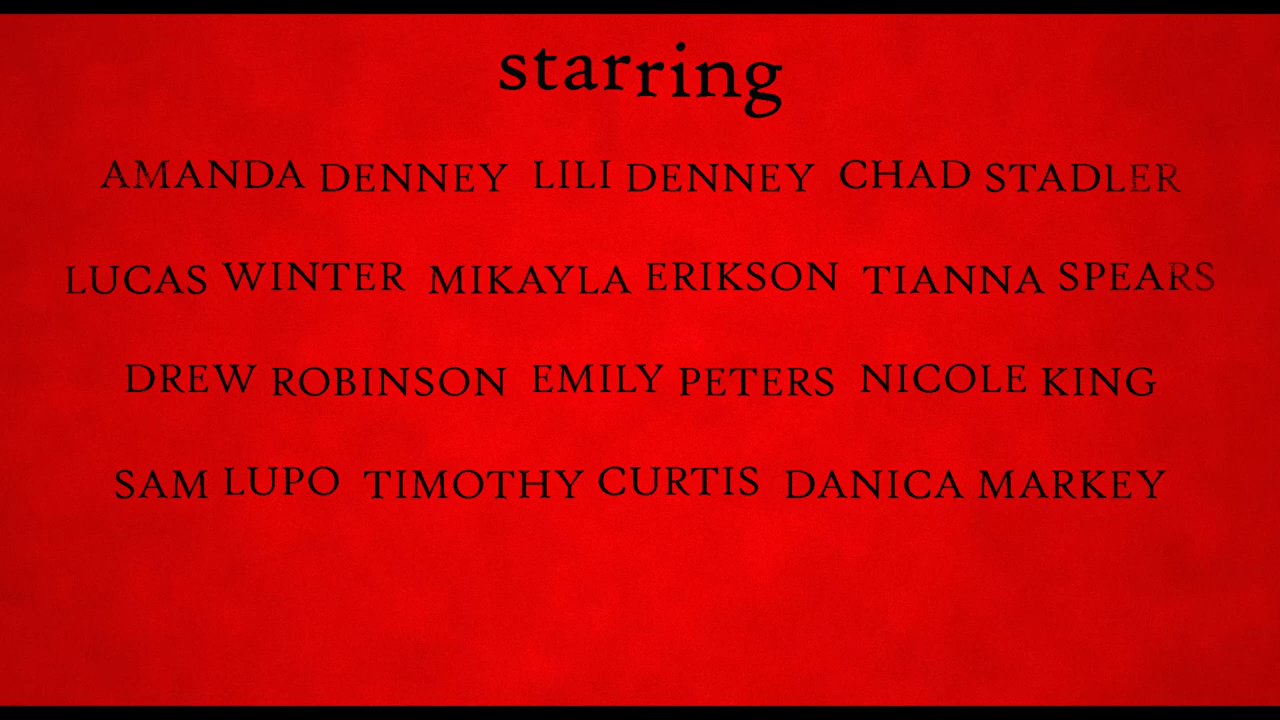 starring
AMANDA DENNEY LILI DENNEY CHAD STADLER
LUCAS WINTER MIKAYLA ERIKSON TIANNA SPEARS
DREW ROBINSON EMILY PETERS NICOLE KING
SAM LUPO TIMOTHY CURTIS DANICA MARKEY